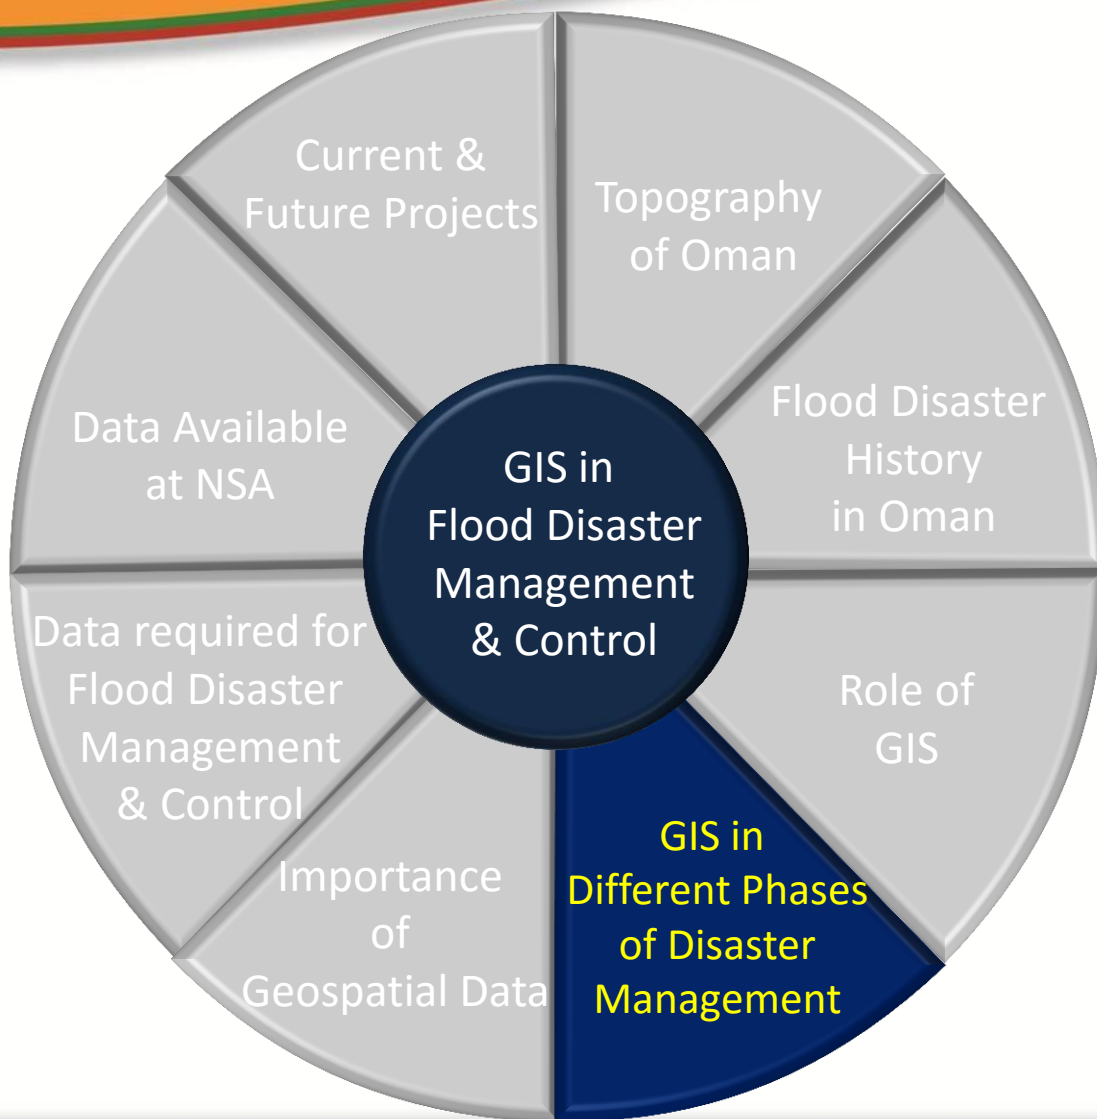 Current &
Future Projects
Topography
of Oman
Flood Disaster
History
in Oman
Role of
GIS
GIS in
Different Phases
of Disaster
Management
Importance
of
Geospatial Data
Data required for
Flood Disaster
Management
& Control
Data Available
at NSA
GIS in
Flood Disaster
Management
& Control